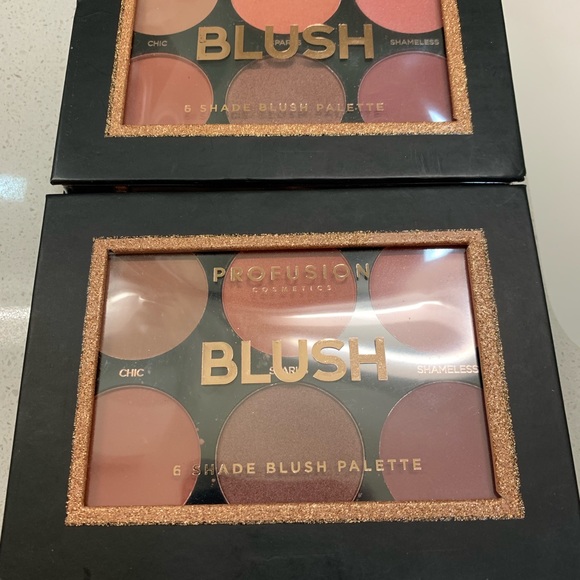 BLUSH
CHIC
SHAMELESS
6 SHADE BLUSH PALETTE
PROFUSION
COSMETICS
BLUSH
CHIC
SHAMELESS
6 SHADE BLUSH PALETTE